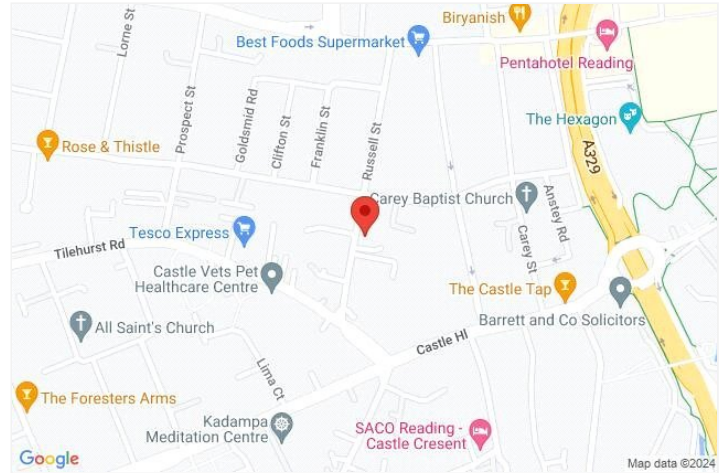 Lorne St
Biryanish
Best Foods Supermarket
Pentahotel Reading
Prospect St
Goldsmid Rd
Clifton St
Franklin St
Russell St
The Hexagon
Rose & Thistle
A329
Carey Baptist Church
Anstey Rd
Tesco Express
Tilehurst Rd
Carey St
Castle Vets Pet
Healthcare Centre
The Castle Tap
Barrett and Co Solicitors
All Saint's Church
Castle Hl
Lima Ct
The Foresters Arms
Kadampa
Meditation Centre
SACO Reading -
Castle Cresent
Google
Map data ©2024